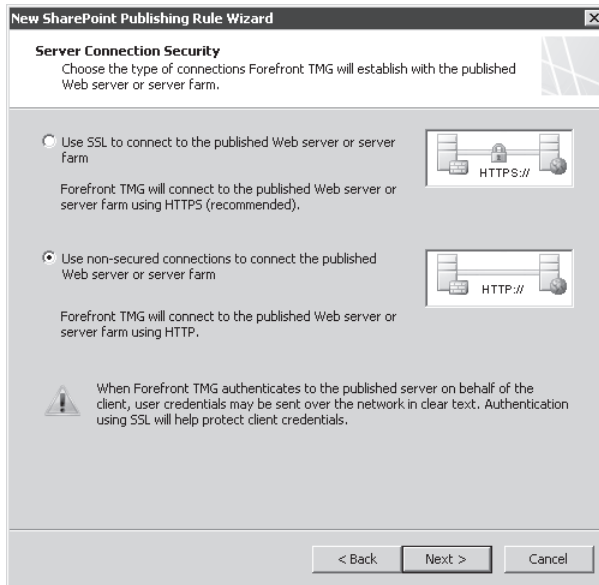 New SharePoint Publishing Rule Wizard
Server Connection Security
Choose the type of connections Forefront TMG will establish with the published
Web server or server farm.
Use SSL to connect to the published Web server or server
farm
HTTPS://
Forefront TMG will connect to the published Web server or
server farm using HTTPS (recommended).
Use non-secured connections to connect the published
Web server or server farm
HTTP://
Forefront TMG will connect to the published Web server or
server farm using HTTP.
When Forefront TMG authenticates to the published server on behalf of the
client, user credentials may be sent over the network in clear text. Authentication
using SSL will help protect client credentials.
< Back
Next >
Cancel